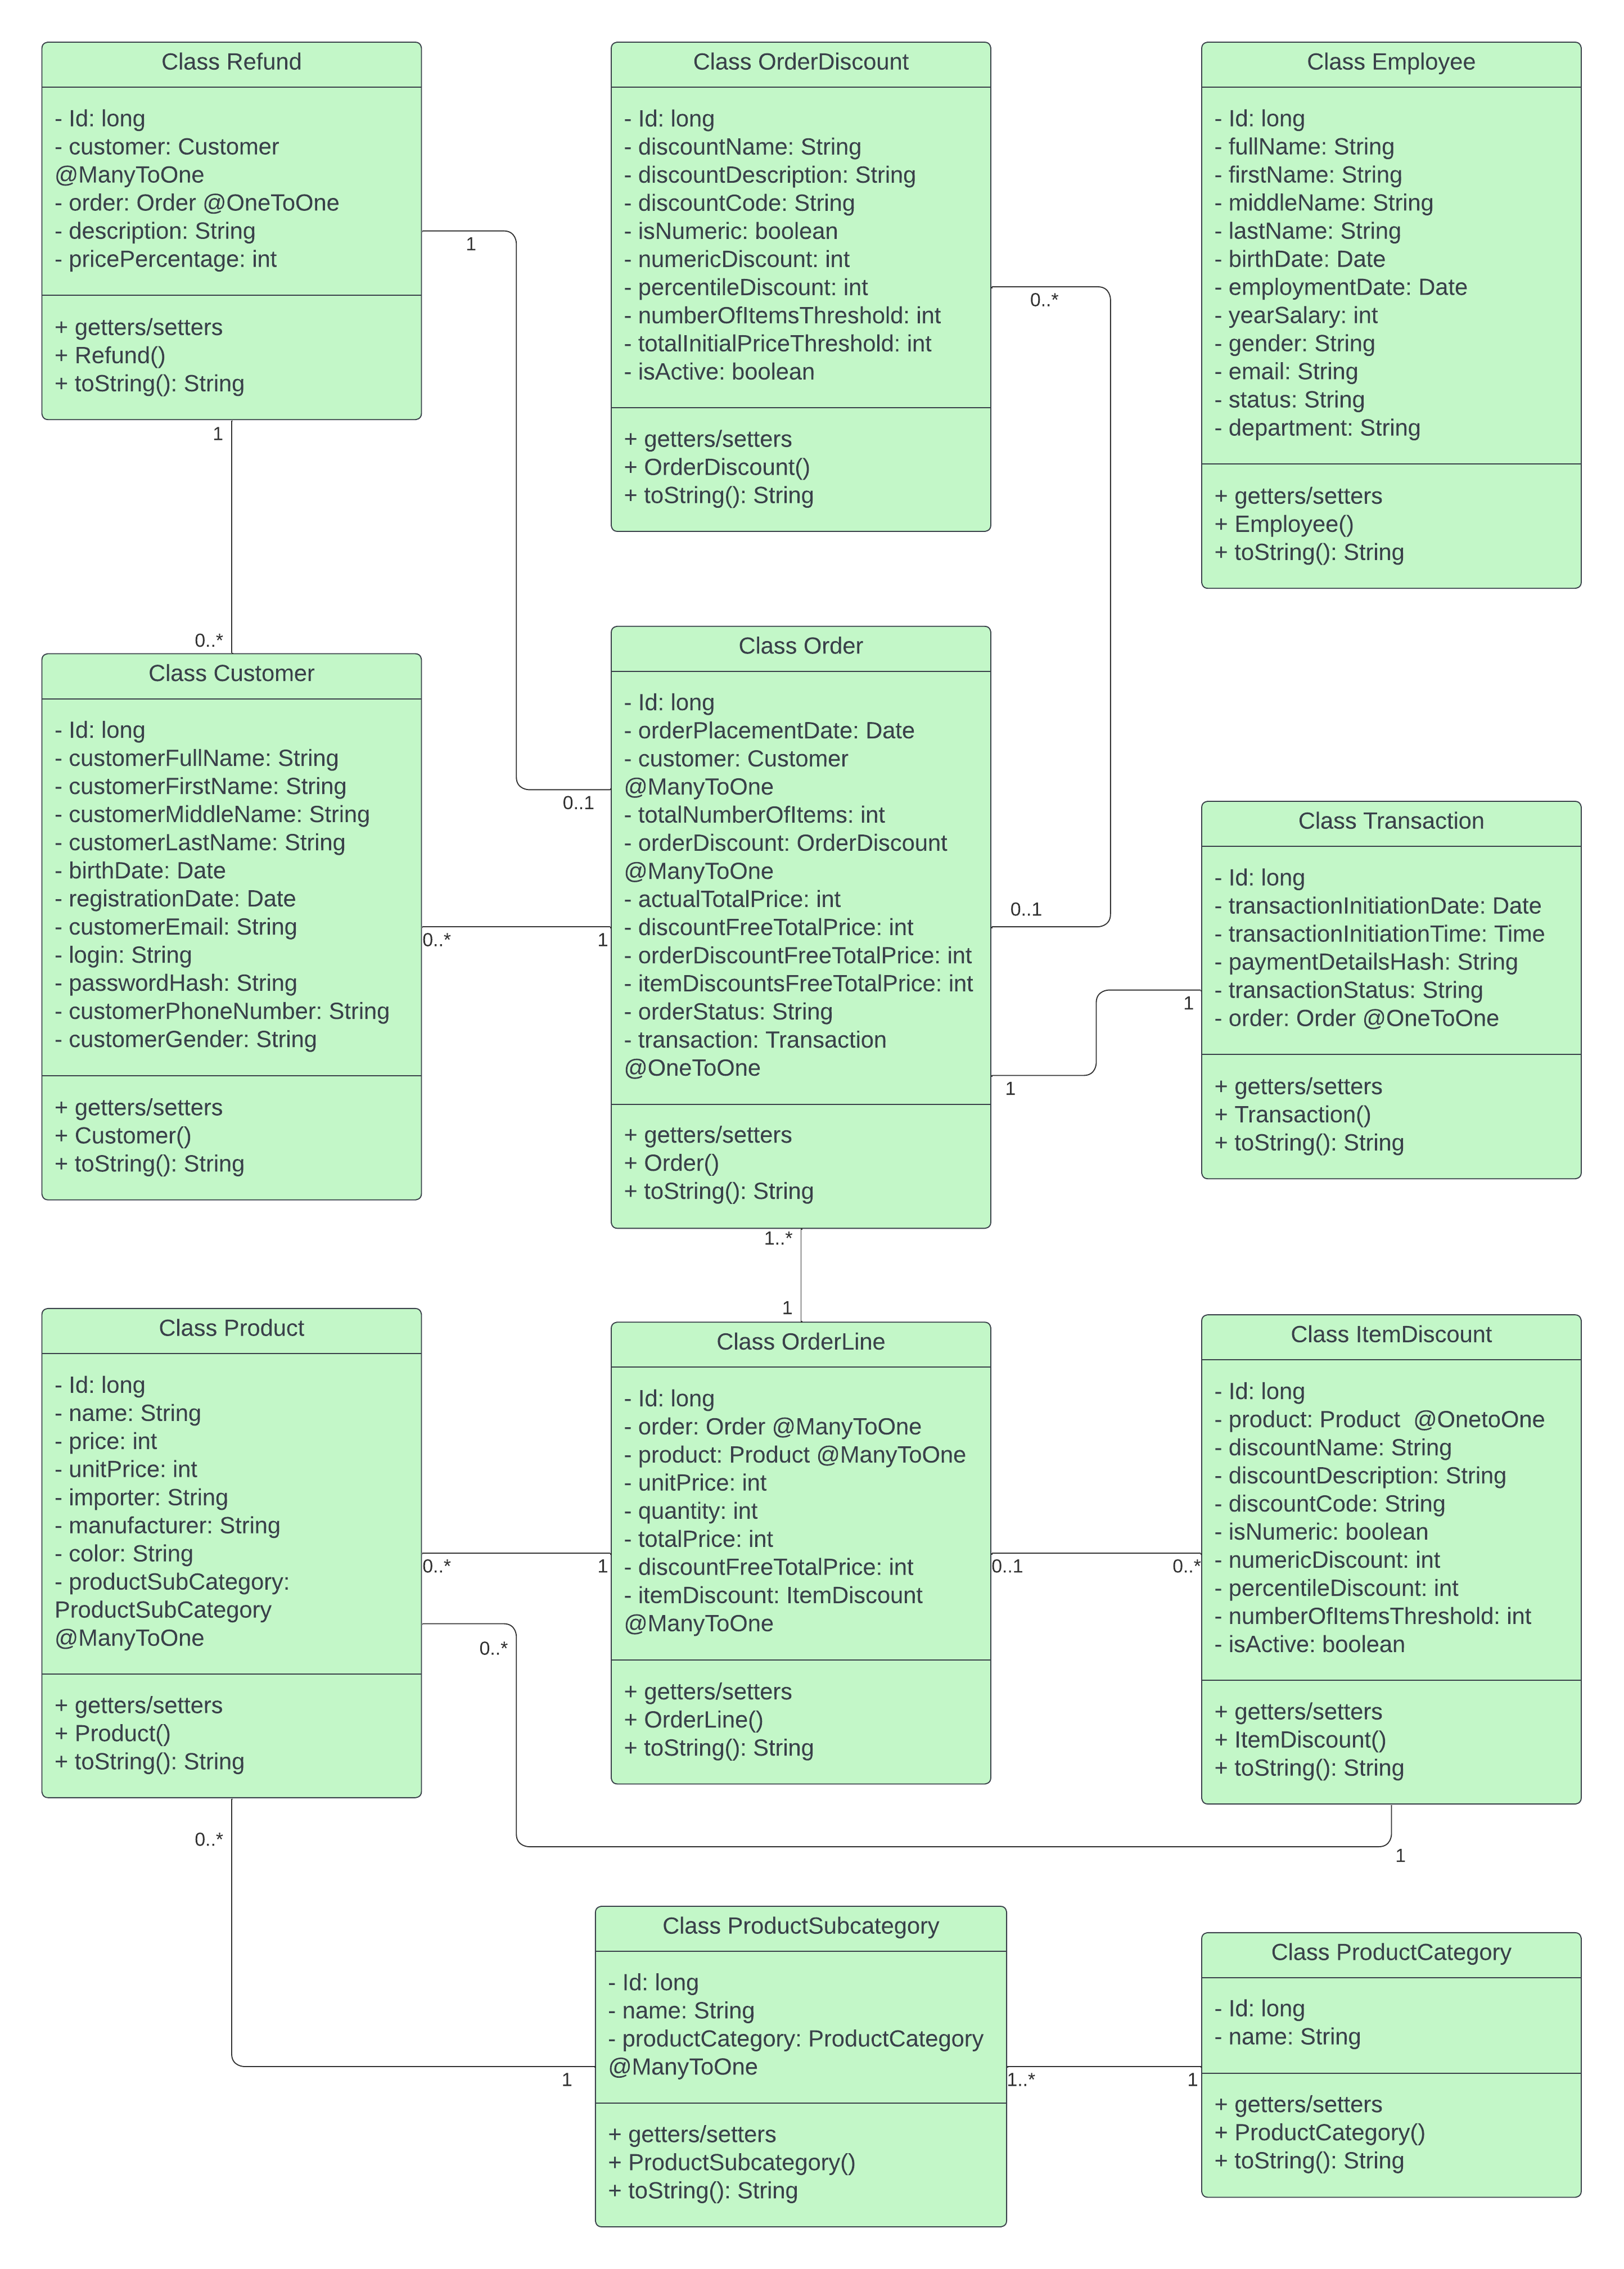 Class Refund
- Id: long
- customer: Customer
@ManyToOne
- order: Order @OneToOne
- description: String
- pricePercentage: int
+ getters/setters
+ Refund()
+ toString(): String
Class OrderDiscount
- Id: long
- discountName: String
- discountDescription: String
- discountCode: String
- isNumeric: boolean
- numericDiscount: int
- percentileDiscount: int
- numberOfItemsThreshold: int
- totalInitialPriceThreshold: int
- isActive: boolean
+ getters/setters
+ OrderDiscount()
+ toString(): String
Class Employee
- Id: long
- fullName: String
- firstName: String
- middleName: String
- lastName: String
- birthDate: Date
- employmentDate: Date
- yearSalary: int
- gender: String
- email: String
- status: String
- department: String
+ getters/setters
+ Employee()
+ toString(): String
1
0..*
1
0..*
0..1
0..1
Class Customer
- Id: long
- customerFullName: String
- customerFirstName: String
- customerMiddleName: String
- customerLastName: String
- birthDate: Date
- registrationDate: Date
- customerEmail: String
- login: String
- passwordHash: String
- customerPhoneNumber: String
- customerGender: String
+ getters/setters
+ Customer()
+ toString(): String
0..*
1
Class Order
- Id: long
- orderPlacementDate: Date
- customer: Customer
@ManyToOne
- totalNumberOfItems: int
- orderDiscount: OrderDiscount
@ManyToOne
- actualTotalPrice: int
- discountFreeTotalPrice: int
- orderDiscountFreeTotalPrice: int
- itemDiscountsFreeTotalPrice: int
- orderStatus: String
- transaction: Transaction
@OneToOne
+ getters/setters
+ Order()
+ toString(): String
1
1
Class Transaction
- Id: long
- transactionInitiationDate: Date
- transactionInitiationTime: Time
- paymentDetailsHash: String
- transactionStatus: String
- order: Order @OneToOne
+ getters/setters
+ Transaction()
+ toString(): String
1..*
1
Class Product
- Id: long
- name: String
- price: int
- unitPrice: int
- importer: String
- manufacturer: String
- color: String
- productSubCategory:
ProductSubCategory
@ManyToOne
+ getters/setters
+ Product()
+ toString(): String
0..*
1
0..*
Class OrderLine
- Id: long
- order: Order @ManyToOne
- product: Product @ManyToOne
- unitPrice: int
- quantity: int
- totalPrice: int
- discountFreeTotalPrice: int
- itemDiscount: ItemDiscount
@ManyToOne
+ getters/setters
+ OrderLine()
+ toString(): String
0..1
0..*
Class ItemDiscount
- Id: long
- product: Product  @OnetoOne
- discountName: String
- discountDescription: String
- discountCode: String
- isNumeric: boolean
- numericDiscount: int
- percentileDiscount: int
- numberOfItemsThreshold: int
- isActive: boolean
+ getters/setters
+ ItemDiscount()
+ toString(): String
0..*
1
1
Class ProductSubcategory
- Id: long
- name: String
- productCategory: ProductCategory
@ManyToOne
+ getters/setters
+ ProductSubcategory()
+ toString(): String
1..*
1
Class ProductCategory
- Id: long
- name: String
+ getters/setters
+ ProductCategory()
+ toString(): String